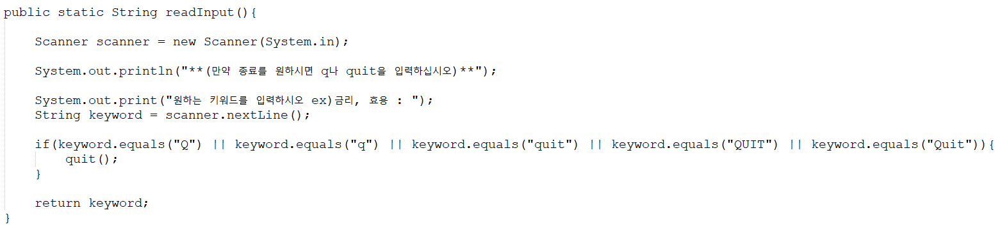 public static String readInput(){
Scanner scanner = new Scanner(System.in);
System.out.println("**(만약 종료를 원하시면 q나 quit을 입력하십시오)**");
System.out.print("원하는 키워드를 입력하시오 ex)금리, 효용 : ");
String keyword = scanner.nextLine();
if(keyword.equals("Q") || keyword.equals("q") || keyword.equals("quit") || keyword.equals("QUIT") || keyword.equals("Quit")){
quit();
}
return keyword;
}